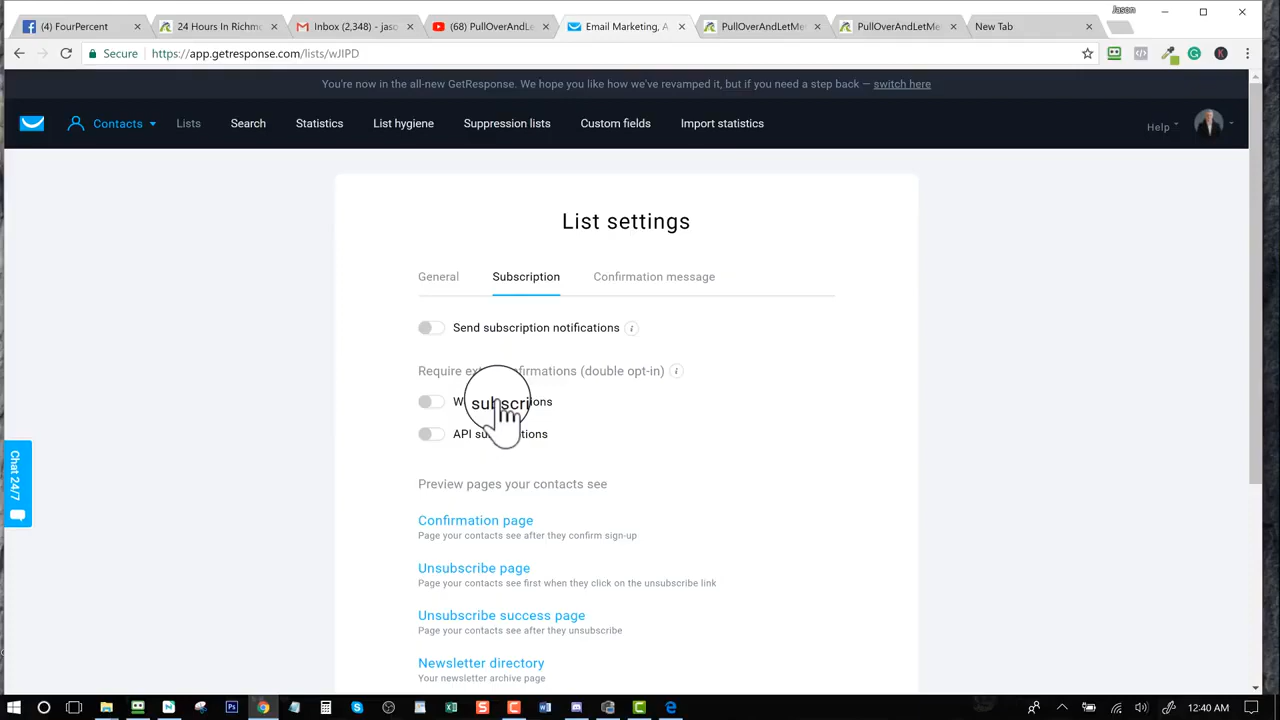 Jason
(4) FourPercent
24 Hours In Richmo
Inbox (2,348) - jaso
(68) PullOverAndLe
Email Marketing, A
PullOverAndLetMe
PullOverAndLetMe
New Tab
Secure
https://app.getresponse.com/lists/wJIPD
You're now in the all-new GetResponse. We hope you like how we've revamped it, but if you need a step back — switch here
Contacts
Lists
Search
Statistics
List hygiene
Suppression lists
Custom fields
Import statistics
Help
List settings
General
Subscription
Confirmation message
Send subscription notifications
Require ex firmations (double opt-in)
W subscri ions
API su tions
Preview pages your contacts see
Confirmation page
Page your contacts see after they confirm sign-up
Unsubscribe page
Page your contacts see first when they click on the unsubscribe link
Unsubscribe success page
Page your contacts see after they unsubscribe
Newsletter directory
Your newsletter archive page
Chat 24/7
12:40 AM